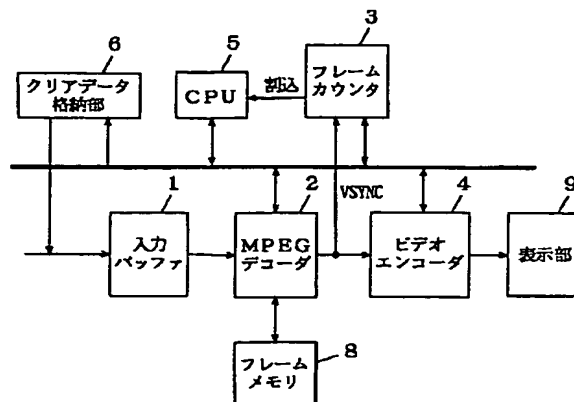 6
5
3
クリアデータ
格納部
CPU
割込
フレーム
カウンタ
VSYNC
1
2
4
9
入力
バッファ
MPEG
デコーダ
ビデオ
エンコーダ
表示部
フレーム
メモリ
8